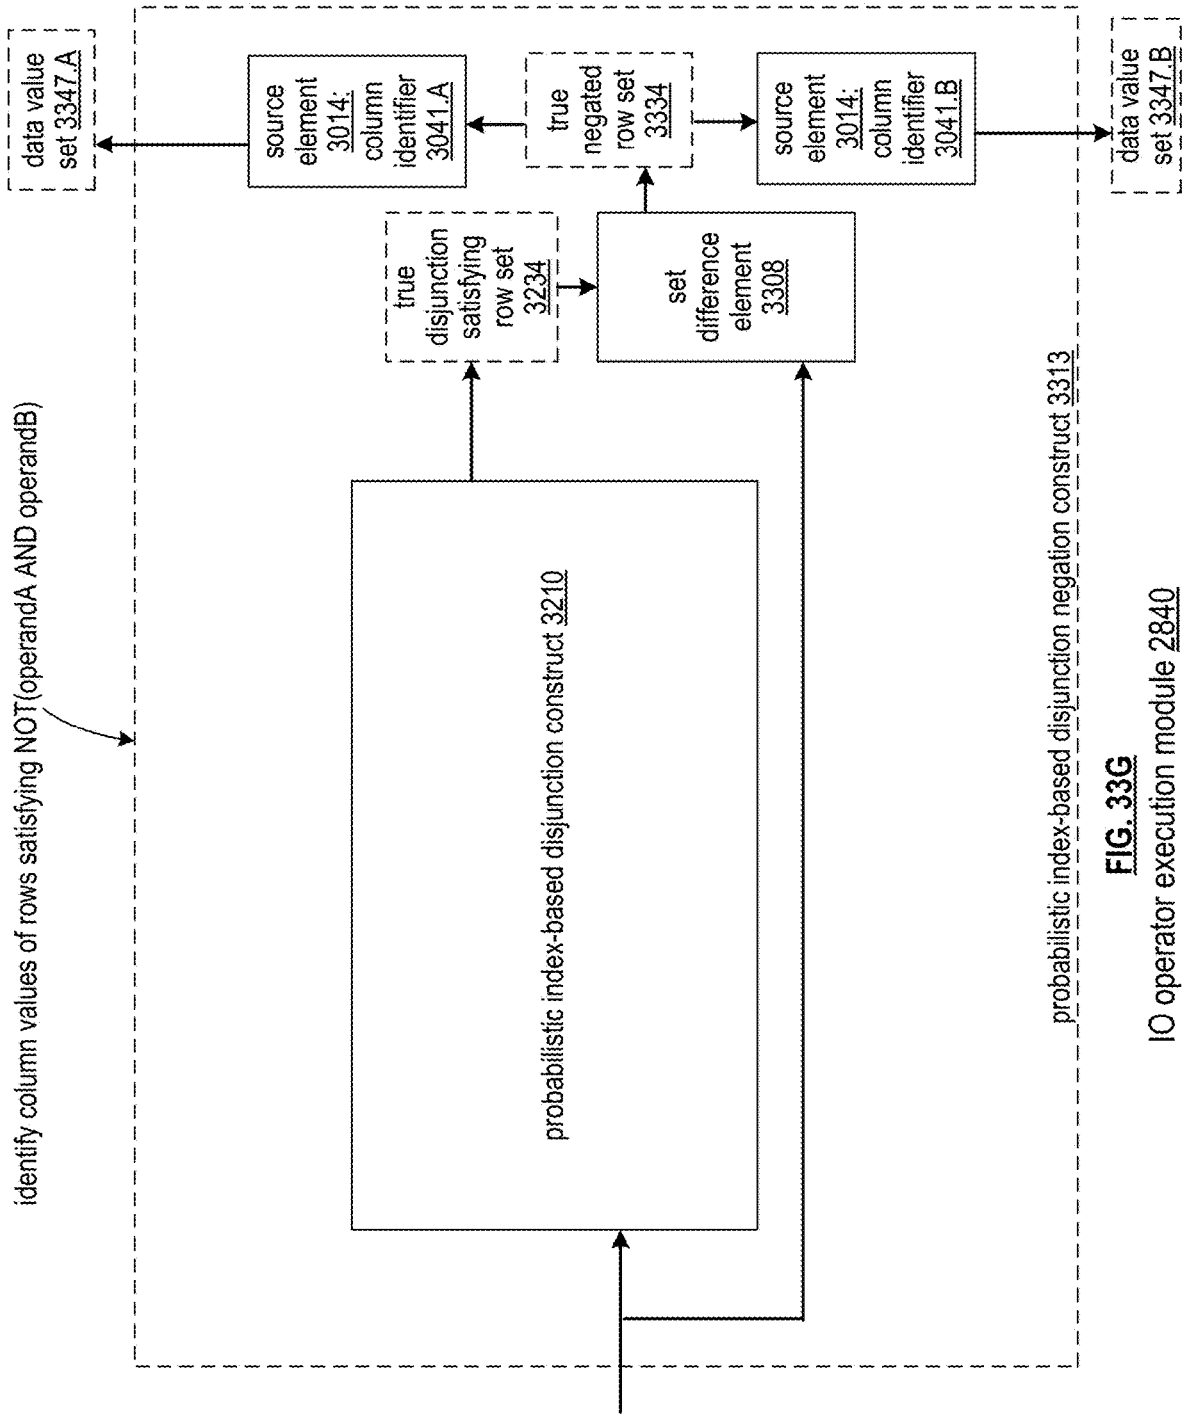 identify column values of rows satisfying NOT(operandA AND operandB)
probabilistic index-based disjunction construct 3210
true
disjunction
satisfying
row set
3234
set
difference
element
3308
true
negated
row set
3334
source
element
3014:
column
identifier
3041.A
data value
set 3347.A
source
element
3014:
column
identifier
3041.B
data value
set 3347.B
probabilistic index-based disjunction negation construct 3313
FIG. 33G
IO operator execution module 2840